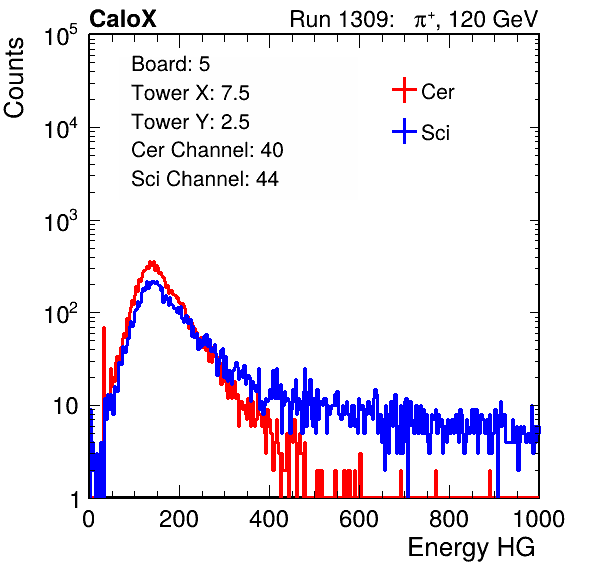 CaloX Run 1309: π⁺, 120 GeV
Board: 5
Tower X: 7.5
Tower Y: 2.5
Cer Channel: 40
Sci Channel: 44
Cer
Sci
Counts
10⁵
10⁴
10³
10²
10
1
0 200 400 600 800 1000
Energy HG